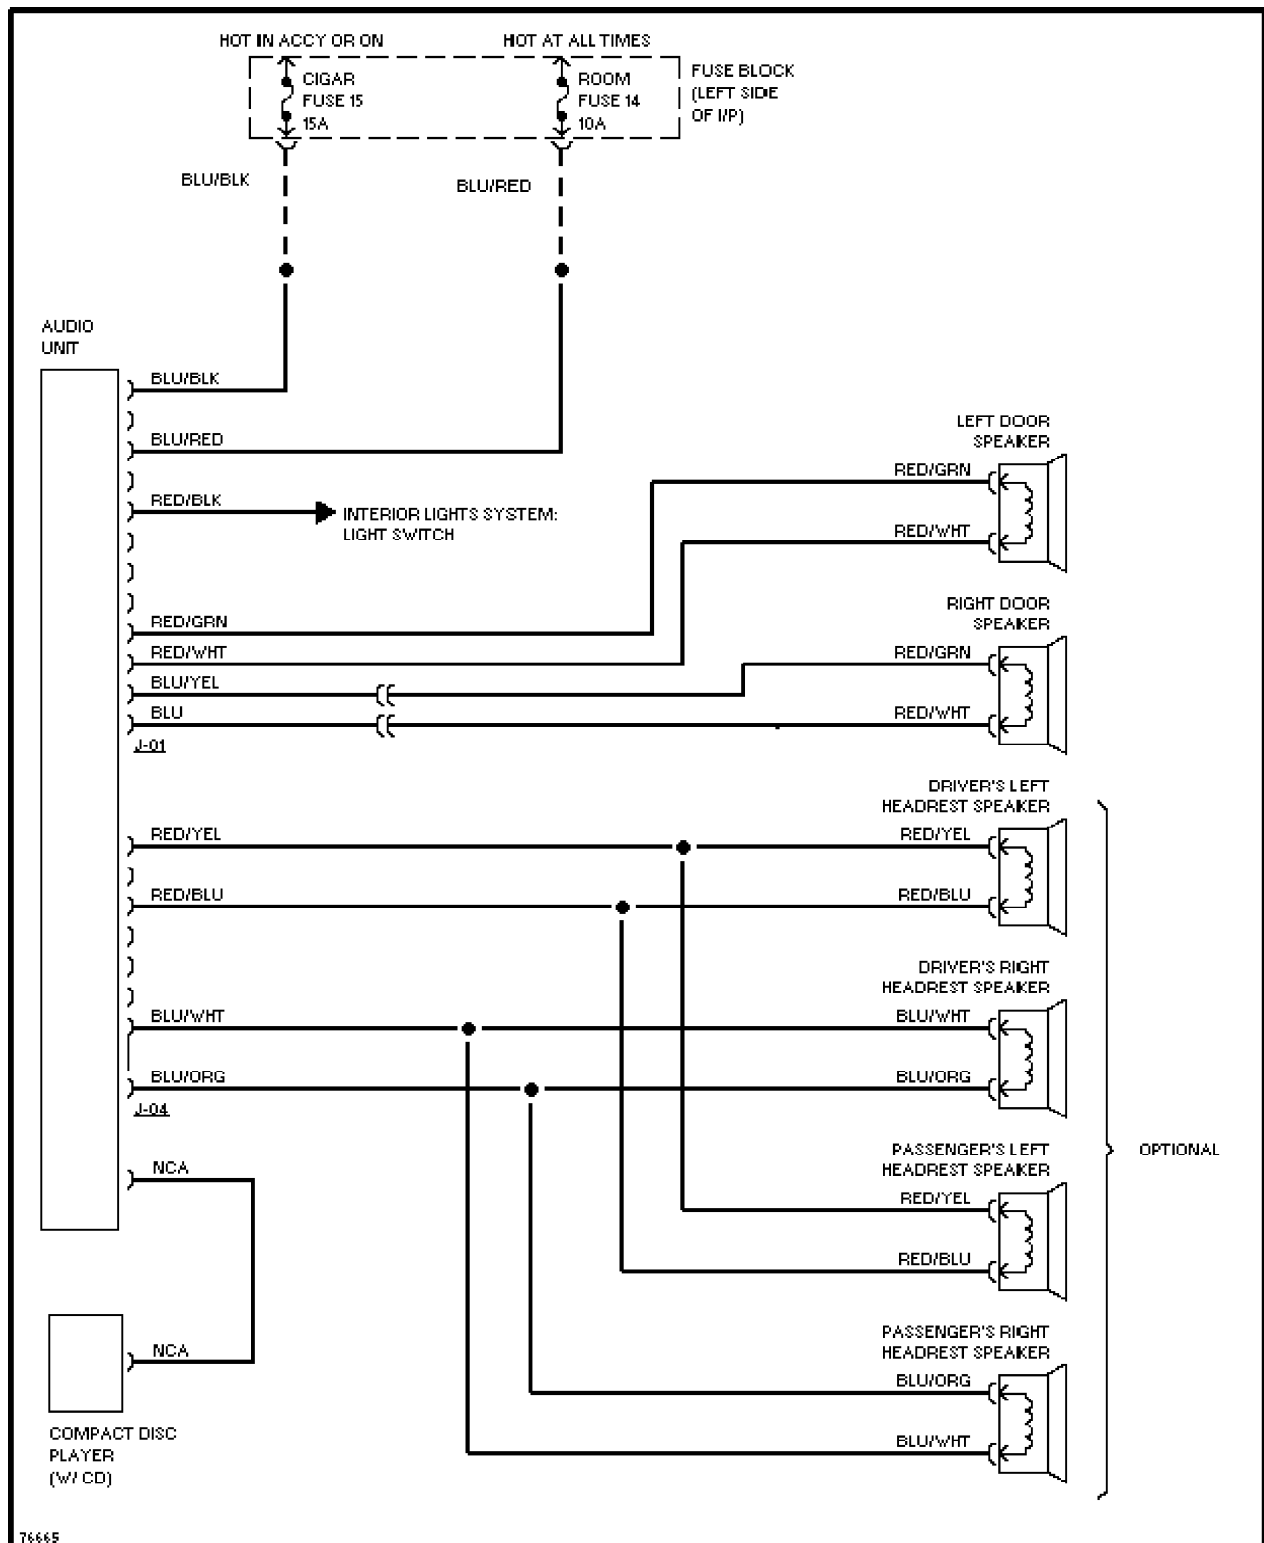 HOT IN ACCY OR ON
HOT AT ALL TIMES
CIGAR
FUSE 15
15A
ROOM
FUSE 14
10A
FUSE BLOCK
(LEFT SIDE
OF I/P)
BLU/BLK
BLU/RED
AUDIO
UNIT
BLU/BLK
BLU/RED
RED/BLK
INTERIOR LIGHTS SYSTEM:
LIGHT SWITCH
LEFT DOOR
SPEAKER
RED/GRN
RED/WHT
RIGHT DOOR
SPEAKER
RED/GRN
RED/GRN
RED/WHT
BLU/YEL
BLU
RED/WHT
J-01
DRIVER'S LEFT
HEADREST SPEAKER
RED/YEL
RED/YEL
RED/BLU
RED/BLU
DRIVER'S RIGHT
HEADREST SPEAKER
BLU/WHT
BLU/WHT
BLU/ORG
BLU/ORG
J-04
PASSENGER'S LEFT
HEADREST SPEAKER
OPTIONAL
NCA
RED/YEL
RED/BLU
PASSENGER'S RIGHT
HEADREST SPEAKER
NCA
BLU/ORG
BLU/WHT
COMPACT DISC
PLAYER
(W/ CD)
76665